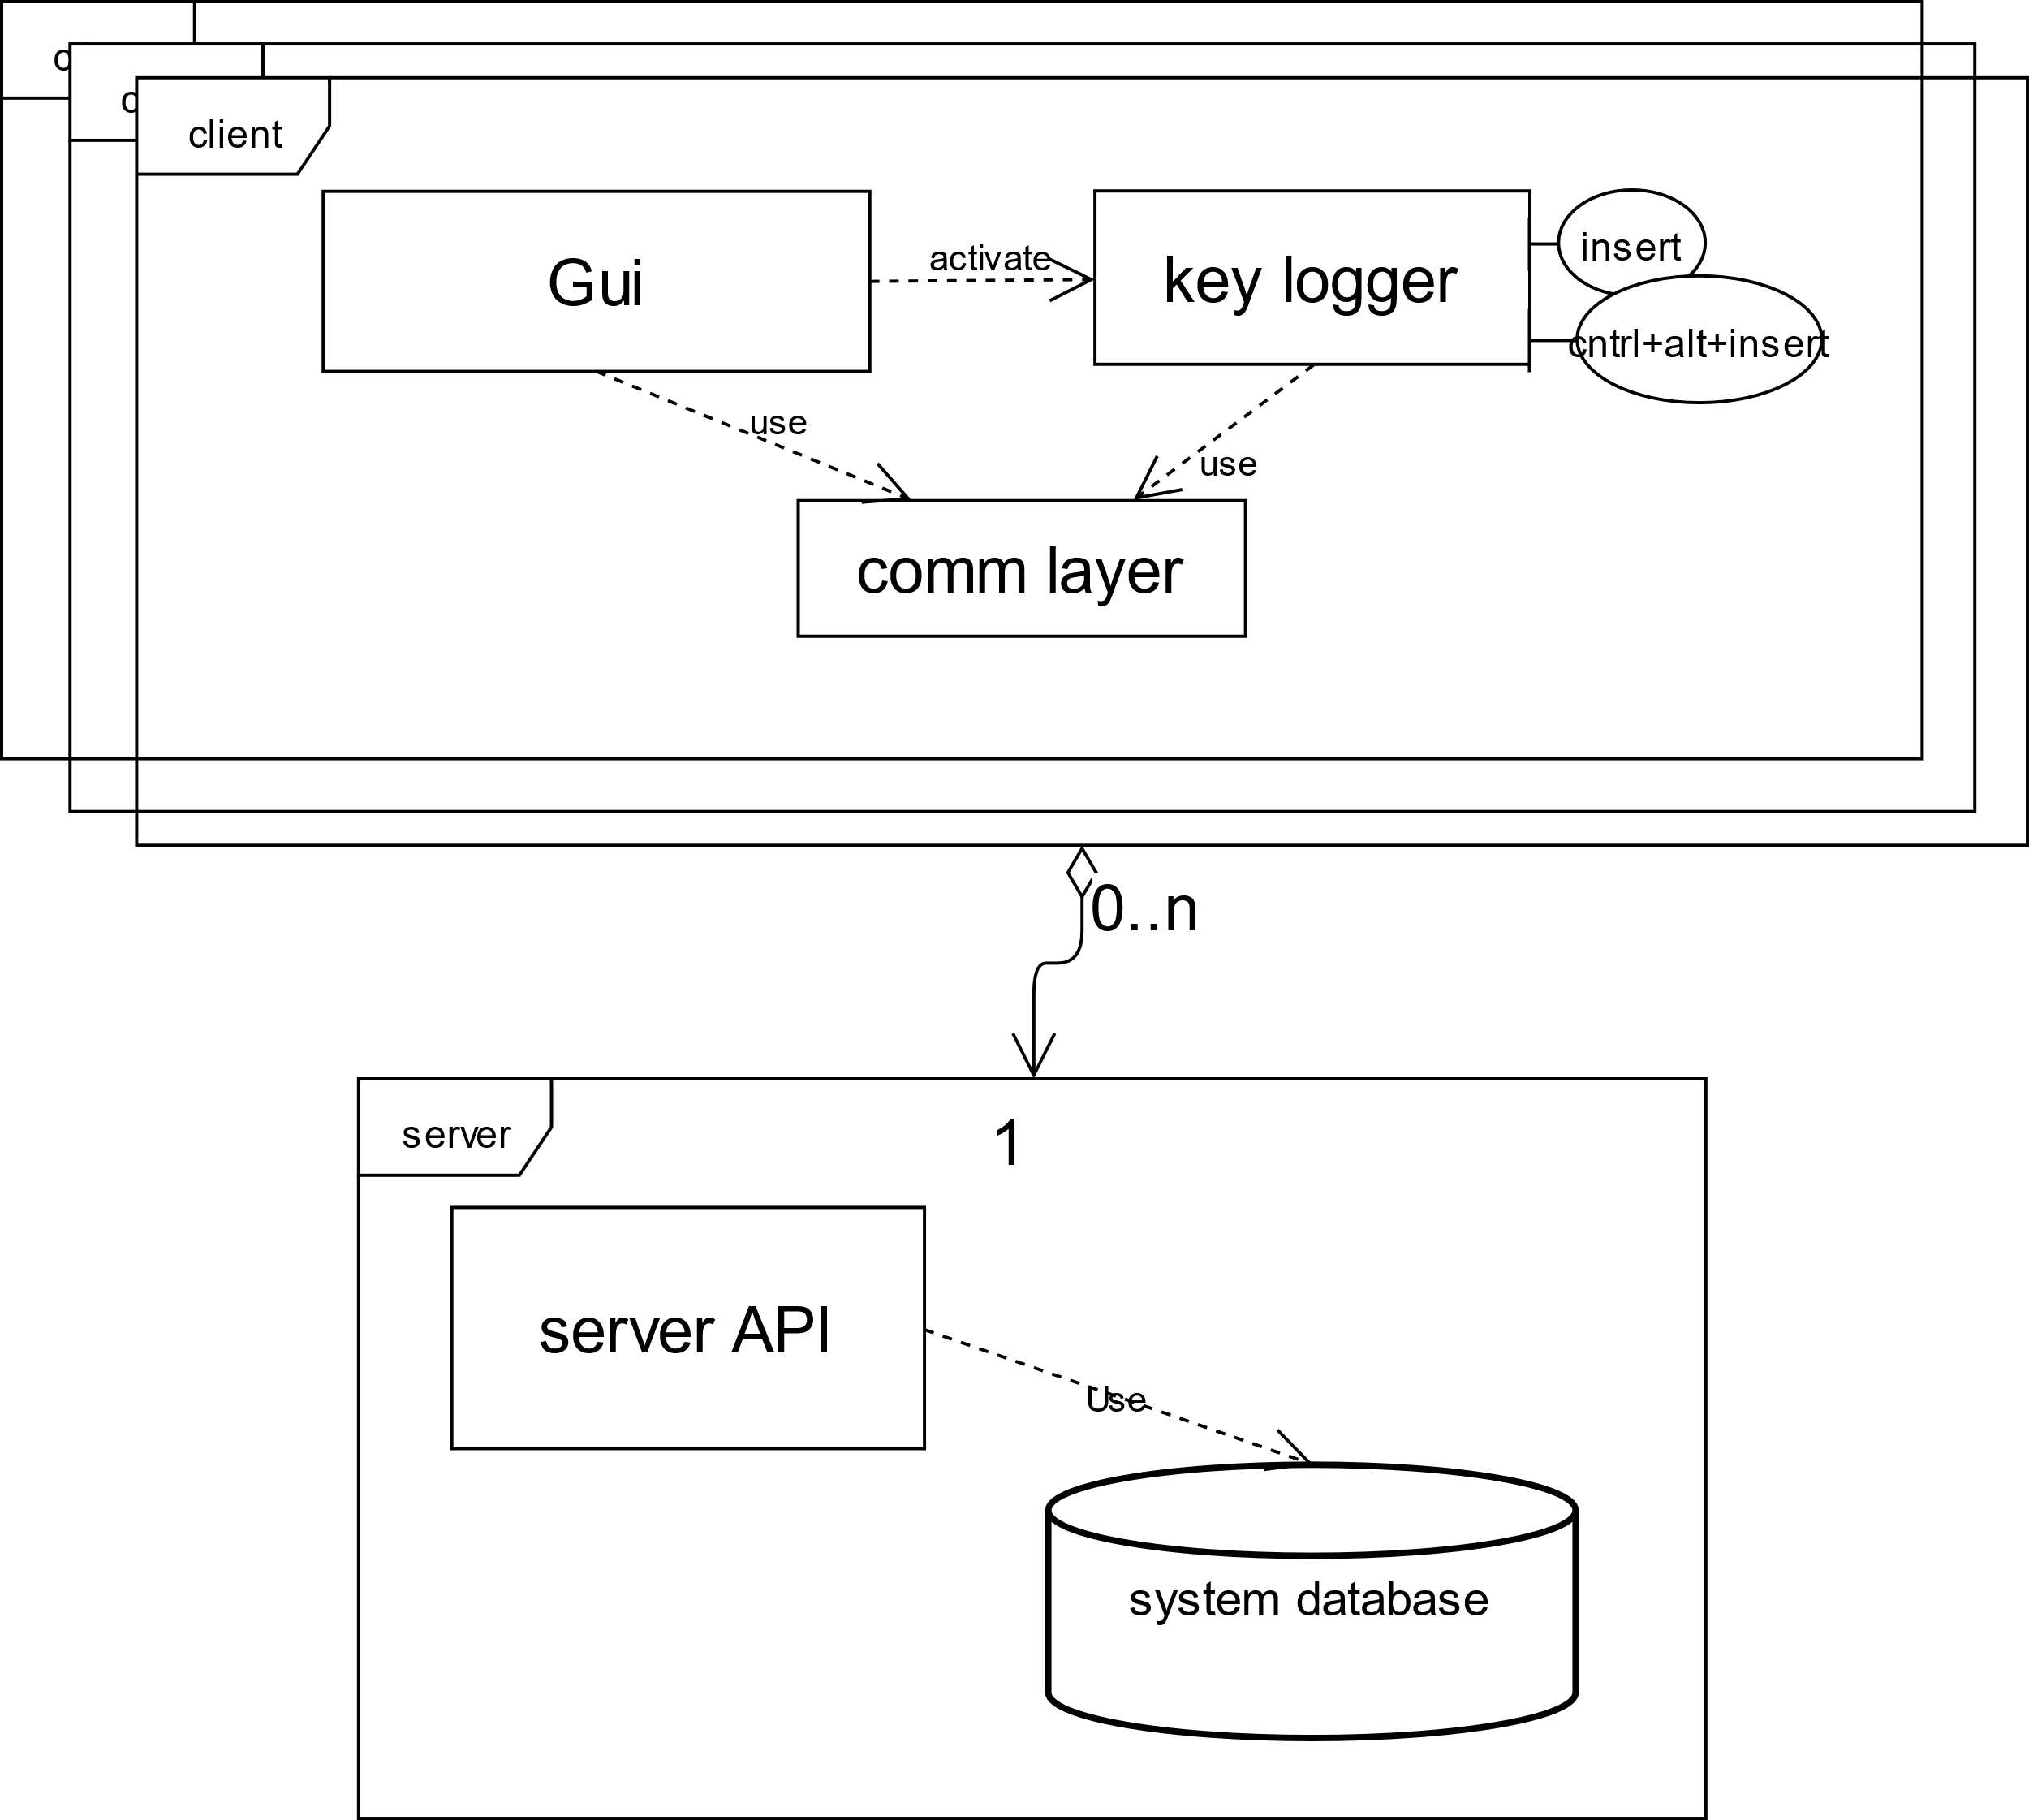 client
Gui
activate
key logger
insert
cntrl+alt+insert
use
use
comm layer
0..n
server
1
server API
Use
system database